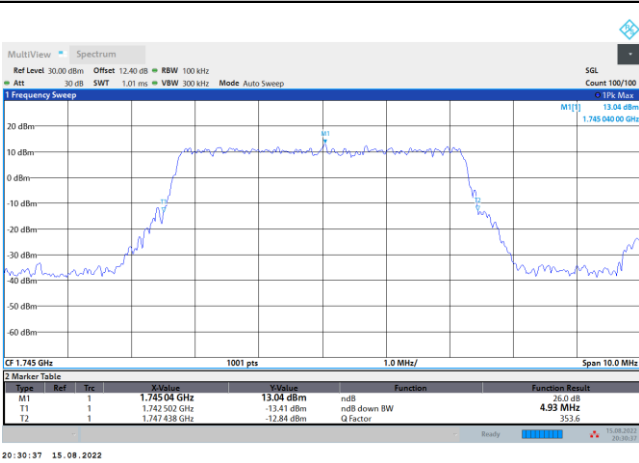 MultiView Spectrum
Ref Level 30.00 dBm Offset 12.40 dB RBW 100 kHz SGL
Att 30 dB SWT 1.01 ms VBW 300 kHz Mode Auto Sweep Count 100/100
1 Frequency Sweep 1Pk Max
M1[1] 13.04 dBm
1.745 040 00 GHz
20 dBm
M1
10 dBm
0 dBm
T1
T2
-10 dBm
-20 dBm
-30 dBm
-40 dBm
-50 dBm
-60 dBm
CF 1.745 GHz 1001 pts 1.0 MHz/ Span 10.0 MHz
2 Marker Table
Type Ref Trc X-Value Y-Value Function Function Result
M1 1 1.74504 GHz 13.04 dBm ndB 26.0 dB
T1 1 1.742 502 GHz -13.41 dBm ndB down BW 4.93 MHz
T2 1 1.747 438 GHz -12.84 dBm Q Factor 353.6
Ready 15.08.2022
20:30:37
20:30:37 15.08.2022